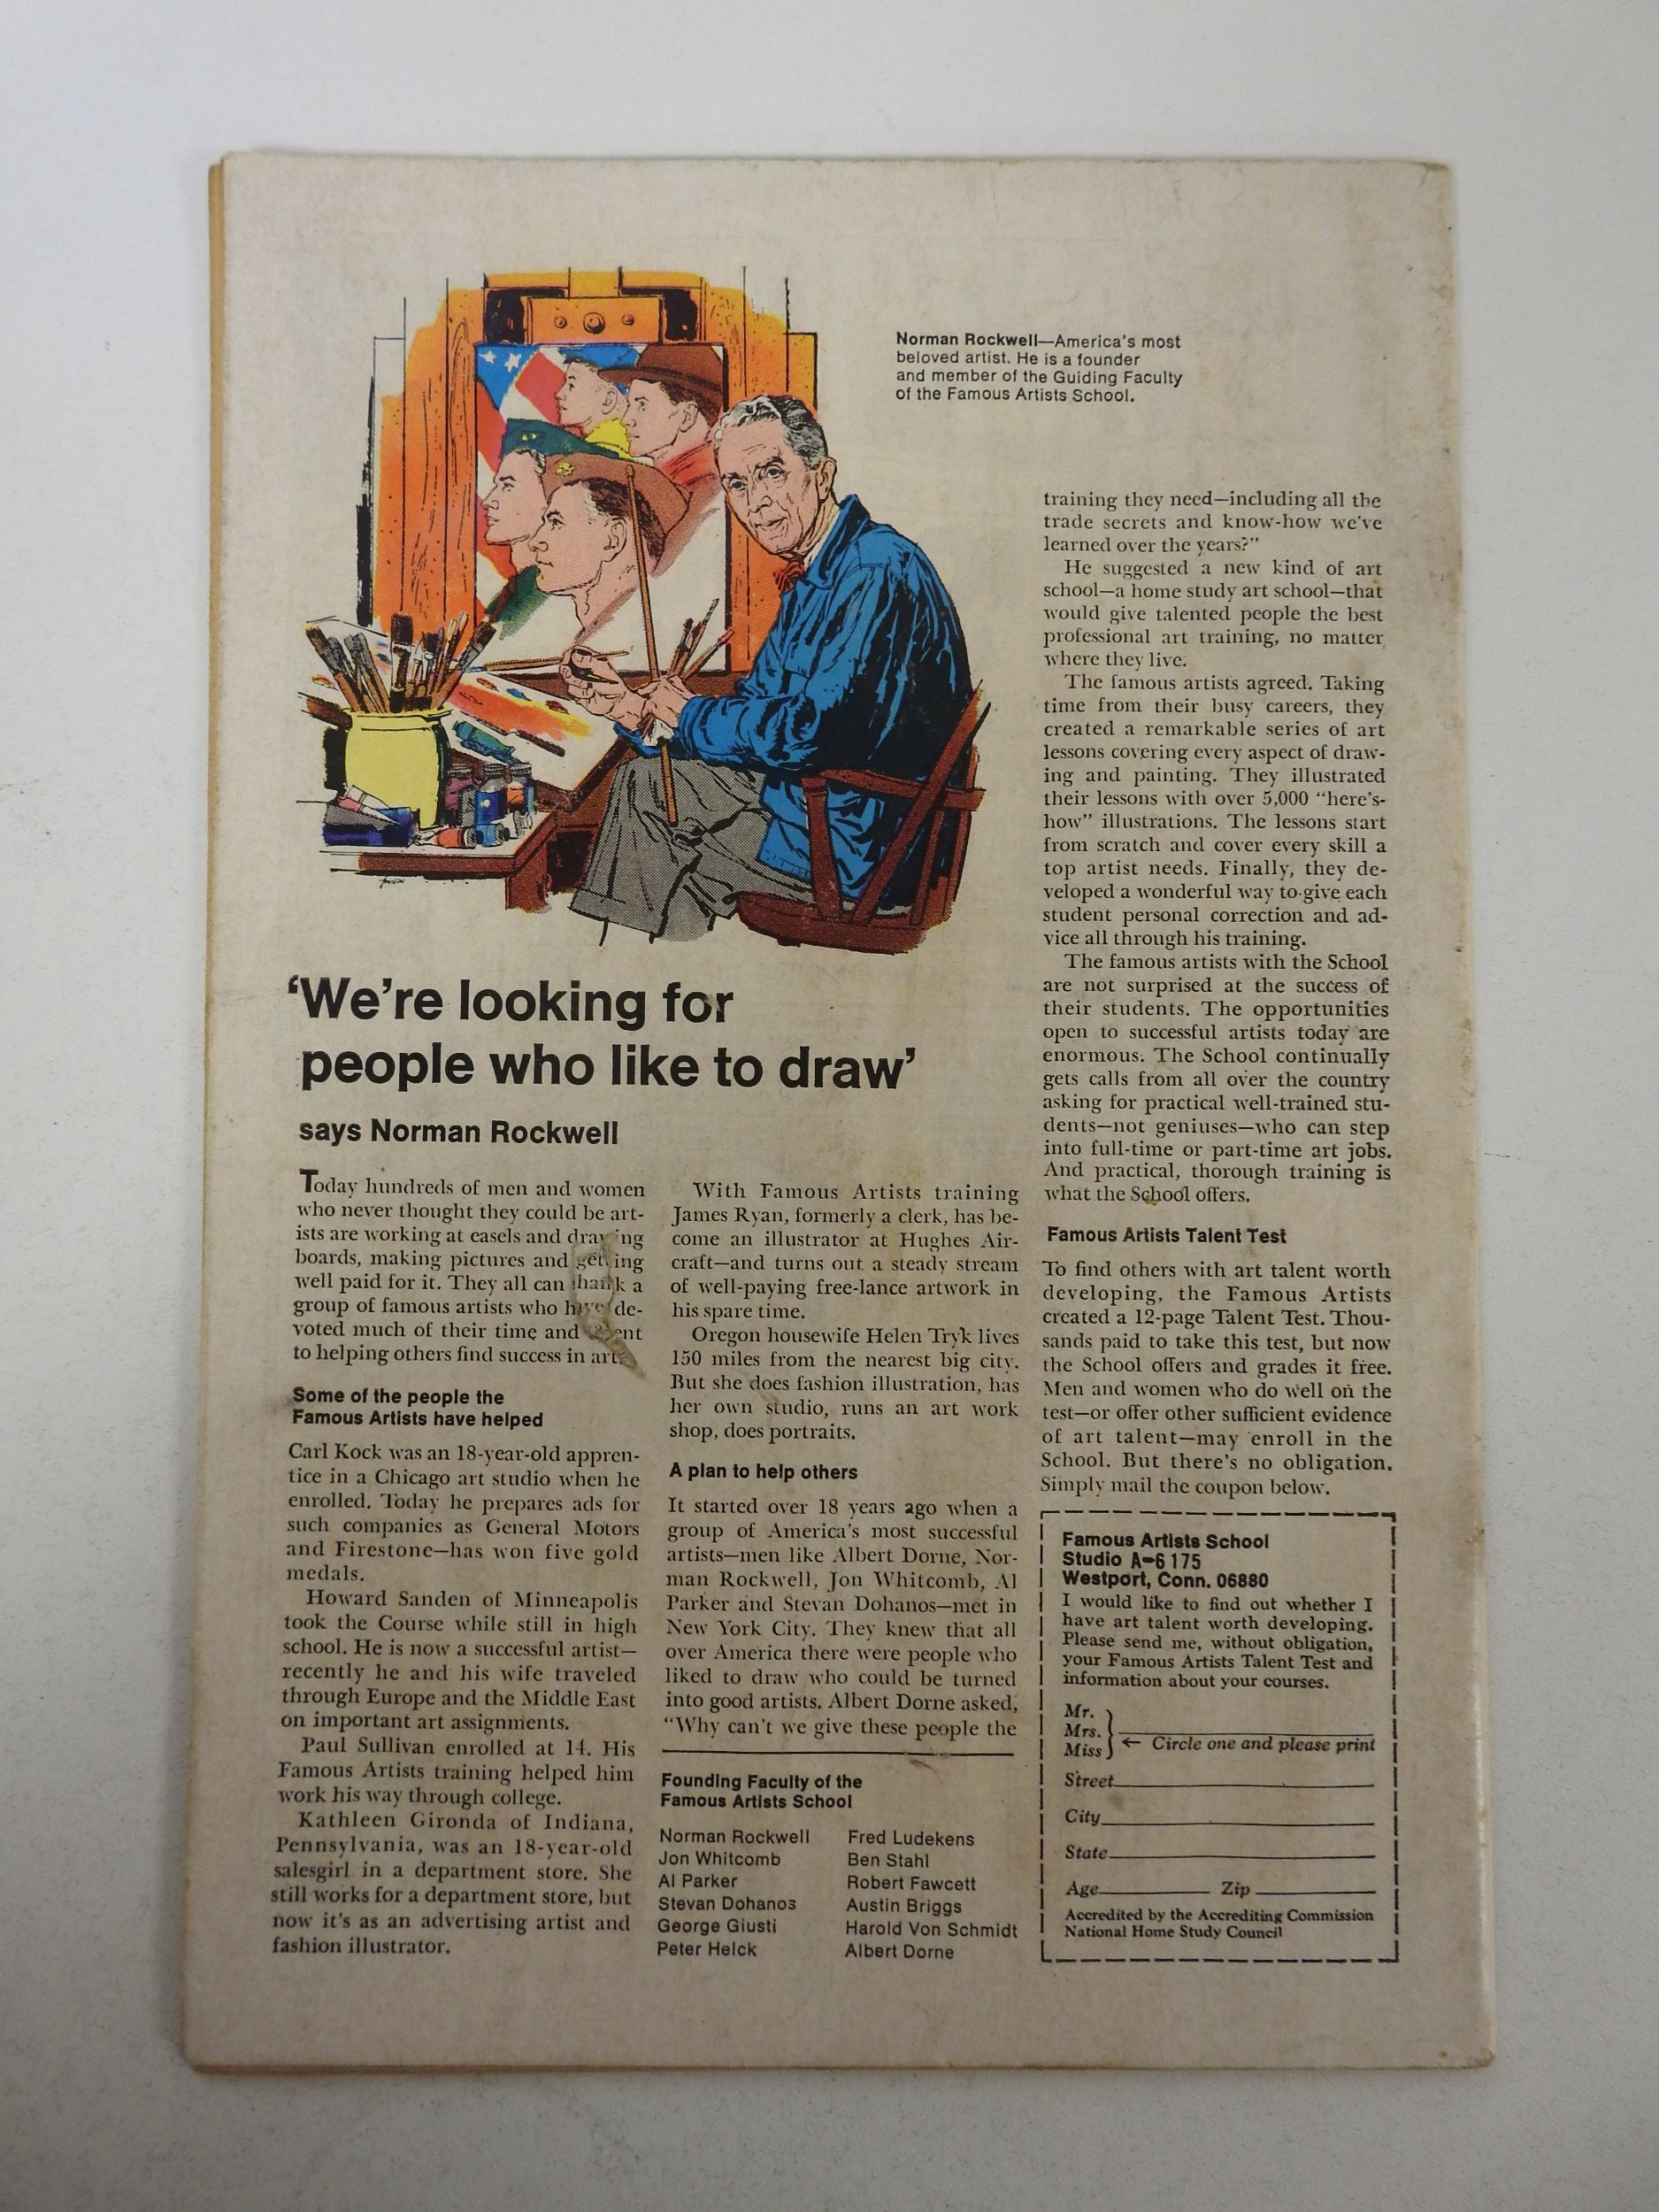 Norman Rockwell—America's most
beloved artist. He is a founder
and member of the Guiding Faculty
of the Famous Artists School.
'We're looking for
people who like to draw'
says Norman Rockwell
Today hundreds of men and women
who never thought they could be art-
ists are working at easels and drawing
boards, making pictures and getting
well paid for it. They all can thank a
group of famous artists who have de-
voted much of their time and talent
to helping others find success in art.
Some of the people the
Famous Artists have helped
Carl Kock was an 18-year-old appren-
tice in a Chicago art studio when he
enrolled. Today he prepares ads for
such companies as General Motors
and Firestone—has won five gold
medals.
Howard Sanden of Minneapolis
took the Course while still in high
school. He is now a successful artist—
recently he and his wife traveled
through Europe and the Middle East
on important art assignments.
Paul Sullivan enrolled at 14. His
Famous Artists training helped him
work his way through college.
Kathleen Gironda of Indiana,
Pennsylvania, was an 18-year-old
salesgirl in a department store. She
still works for a department store, but
now it's as an advertising artist and
fashion illustrator.
With Famous Artists training
James Ryan, formerly a clerk, has be-
come an illustrator at Hughes Air-
craft—and turns out a steady stream
of well-paying free-lance artwork in
his spare time.
Oregon housewife Helen Tryk lives
150 miles from the nearest big city.
But she does fashion illustration, has
her own studio, runs an art work
shop, does portraits.
A plan to help others
It started over 18 years ago when a
group of America's most successful
artists—men like Albert Dorne, Nor-
man Rockwell, Jon Whitcomb, Al
Parker and Stevan Dohanos—met in
New York City. They knew that all
over America there were people who
liked to draw who could be turned
into good artists. Albert Dorne asked,
"Why can't we give these people the
Founding Faculty of the
Famous Artists School
Norman Rockwell
Jon Whitcomb
Al Parker
Stevan Dohanos
George Giusti
Peter Helck
Fred Ludekens
Ben Stahl
Robert Fawcett
Austin Briggs
Harold Von Schmidt
Albert Dorne
training they need—including all the
trade secrets and know-how we've
learned over the years?"
He suggested a new kind of art
school—a home study art school—that
would give talented people the best
professional art training, no matter
where they live.
The famous artists agreed. Taking
time from their busy careers, they
created a remarkable series of art
lessons covering every aspect of draw-
ing and painting. They illustrated
their lessons with over 5,000 "here's-
how" illustrations. The lessons start
from scratch and cover every skill a
top artist needs. Finally, they de-
veloped a wonderful way to give each
student personal correction and ad-
vice all through his training.
The famous artists with the School
are not surprised at the success of
their students. The opportunities
open to successful artists today are
enormous. The School continually
gets calls from all over the country
asking for practical well-trained stu-
dents—not geniuses—who can step
into full-time or part-time art jobs.
And practical, thorough training is
what the School offers.
Famous Artists Talent Test
To find others with art talent worth
developing, the Famous Artists
created a 12-page Talent Test. Thou-
sands paid to take this test, but now
the School offers and grades it free.
Men and women who do well on the
test—or offer other sufficient evidence
of art talent—may enroll in the
School. But there's no obligation.
Simply mail the coupon below.
Famous Artists School
Studio A-6175
Westport, Conn. 06880
I would like to find out whether I
have art talent worth developing.
Please send me, without obligation,
your Famous Artists Talent Test and
information about your courses.
Mr.
Mrs.
Miss
← Circle one and please print
Street
City
State
Age Zip
Accredited by the Accrediting Commission
National Home Study Council